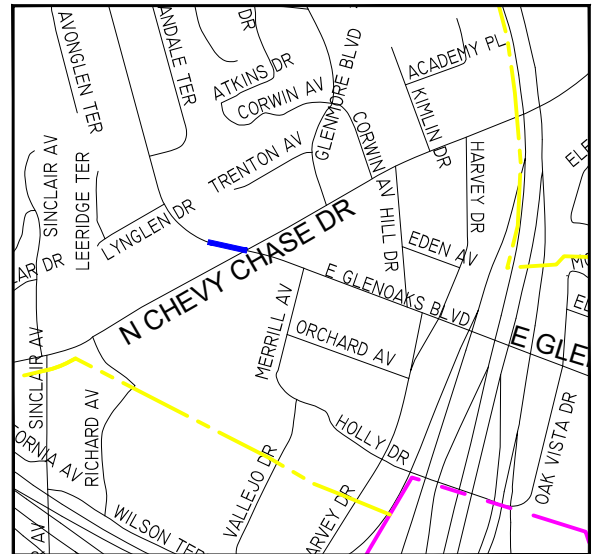 AVONGLEN TER
ANDALE TER
DR
ATKINS DR
CORWIN AV
GLENMORE BLVD
ACADEMY PL
KIMLIN DR
TRENTON AV
CORWIN AV
HARVEY DR
ELE
SINCLAIR AV
LEERIDGE TER
LYNGLEN DR
HILL DR
EDEN AV
AR DR
N CHEVY CHASE DR
E GLENOAKS BLVD
E GLE
MERRILL AV
ORCHARD AV
SINCLAIR AV
RICHARD AV
HOLLY DR
OAK VISTA DR
ORNIA AV
VALLEJO DR
ARVEY DR
WILSON TER
AV